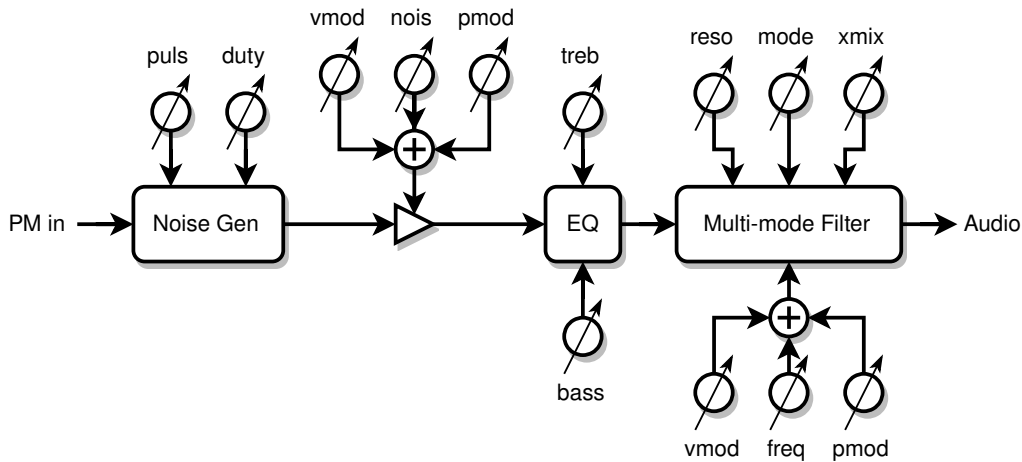 vmod nois pmod
puls duty
treb
reso mode xmix
PM in
Noise Gen
EQ
Multi-mode Filter
Audio
bass
vmod freq pmod